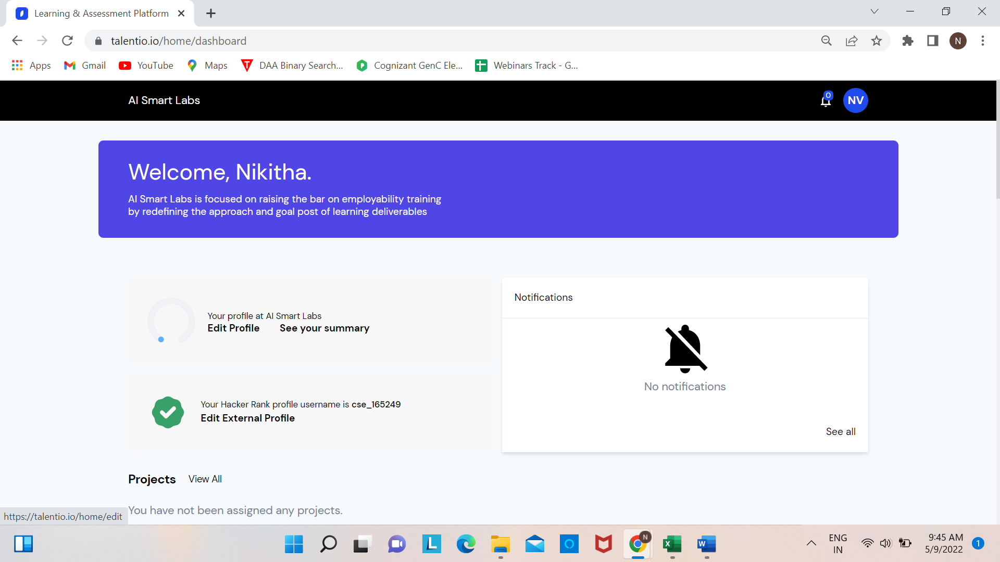 Learning & Assessment Platform
talentio.io/home/dashboard
N
Apps
Gmail
YouTube
Maps
DAA Binary Search...
Cognizant GenC Ele...
Webinars Track - G...
AI Smart Labs
0
NV
Welcome, Nikitha.
AI Smart Labs is focused on raising the bar on employability training
by redefining the approach and goal post of learning deliverables
Your profile at AI Smart Labs
Edit Profile See your summary
Notifications
No notifications
See all
Your Hacker Rank profile username is cse_165249
Edit External Profile
Projects View All
You have not been assigned any projects.
https://talentio.io/home/edit
L
N
X
W
ENG
IN
9:45 AM
5/9/2022
1